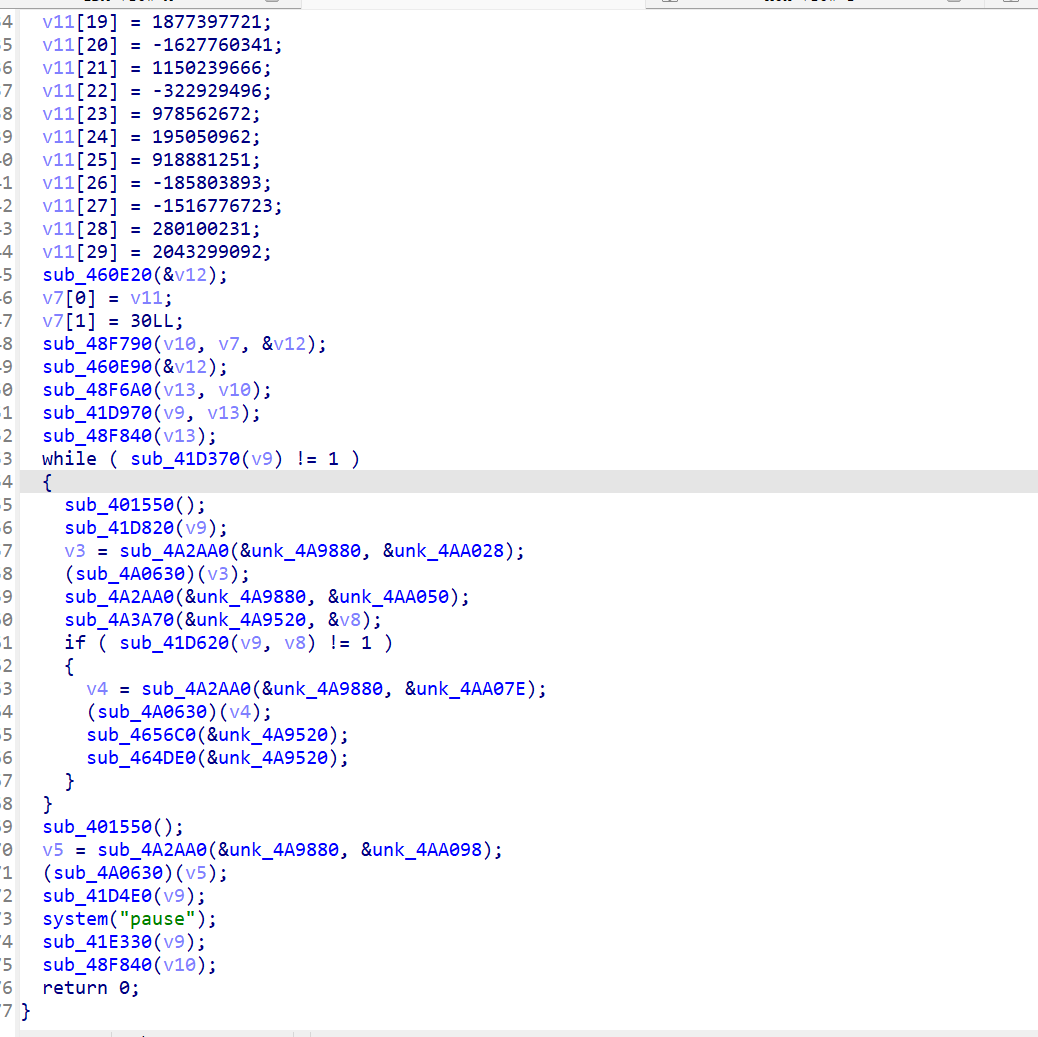 4 v11[19] = 1877397721;
5 v11[20] = -1627760341;
6 v11[21] = 1150239666;
7 v11[22] = -322929496;
8 v11[23] = 978562672;
9 v11[24] = 195050962;
0 v11[25] = 918881251;
1 v11[26] = -185803893;
2 v11[27] = -1516776723;
3 v11[28] = 280100231;
4 v11[29] = 2043299092;
5 sub_460E20(&v12);
6 v7[0] = v11;
7 v7[1] = 30LL;
8 sub_48F790(v10, v7, &v12);
9 sub_460E90(&v12);
0 sub_48F6A0(v13, v10);
1 sub_41D970(v9, v13);
2 sub_48F840(v13);
3 while ( sub_41D370(v9) != 1 )
4 {
5 sub_401550();
6 sub_41D820(v9);
7 v3 = sub_4A2AA0(&unk_4A9880, &unk_4AA028);
8 (sub_4A0630)(v3);
9 sub_4A2AA0(&unk_4A9880, &unk_4AA050);
0 sub_4A3A70(&unk_4A9520, &v8);
1 if ( sub_41D620(v9, v8) != 1 )
2 {
3 v4 = sub_4A2AA0(&unk_4A9880, &unk_4AA07E);
4 (sub_4A0630)(v4);
5 sub_4656C0(&unk_4A9520);
6 sub_464DE0(&unk_4A9520);
7 }
8 }
9 sub_401550();
0 v5 = sub_4A2AA0(&unk_4A9880, &unk_4AA098);
1 (sub_4A0630)(v5);
2 sub_41D4E0(v9);
3 system("pause");
4 sub_41E330(v9);
5 sub_48F840(v10);
6 return 0;
7 }